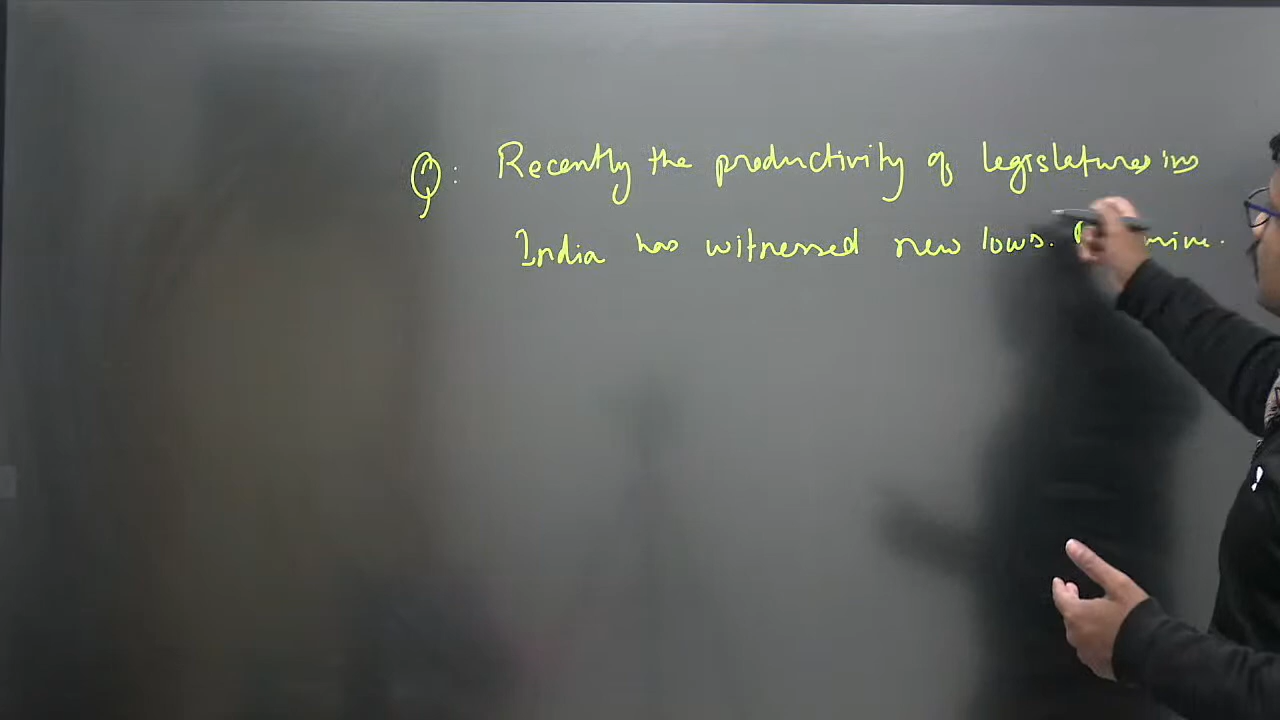 Q: Recently the productivity of legislatures in
India has witnessed new lows.